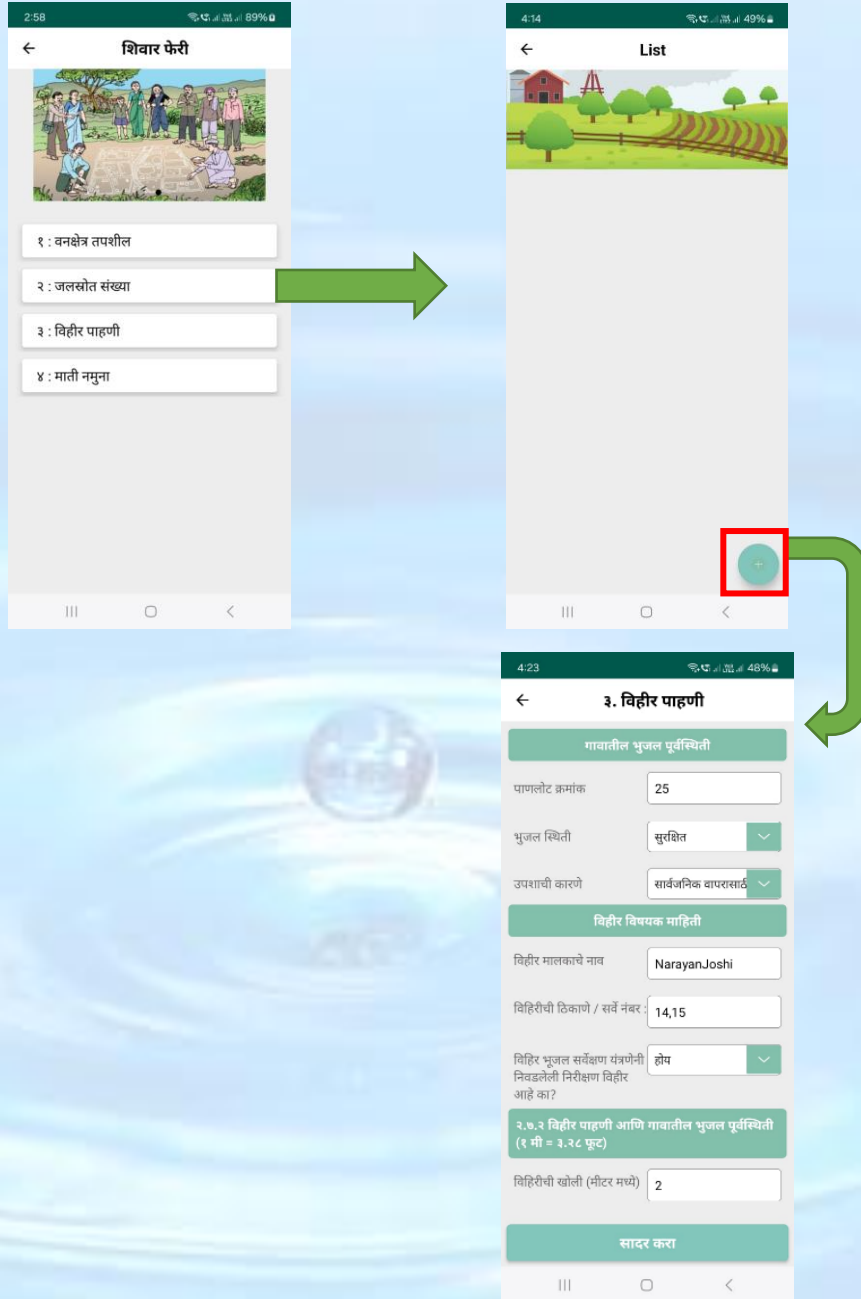 2:58
89%
शिवार फेरी
१ : वनक्षेत्र तपशील
२ : जलस्रोत संख्या
३ : विहीर पाहणी
४ : माती नमुना
4:14
49%
List
4:23
48%
३. विहीर पाहणी
गावातील भुजल पूर्वस्थिती
पाणलोट क्रमांक 25
भुजल स्थिती सुरक्षित
उपशाची कारणे सार्वजनिक वापरासाठी
विहीर विषयक माहिती
विहीर मालकाचे नाव NarayanJoshi
विहिरीची ठिकाणे / सर्वे नंबर : 14,15
विहिर भूजल सर्वेक्षण यंत्रणेनी होय
निवडलेली निरीक्षण विहीर
आहे का?
२.७.२ विहीर पाहणी आणि गावातील भुजल पूर्वस्थिती
(१ मी = ३.२८ फूट)
विहिरीची खोली (मीटर मध्ये) 2
सादर करा